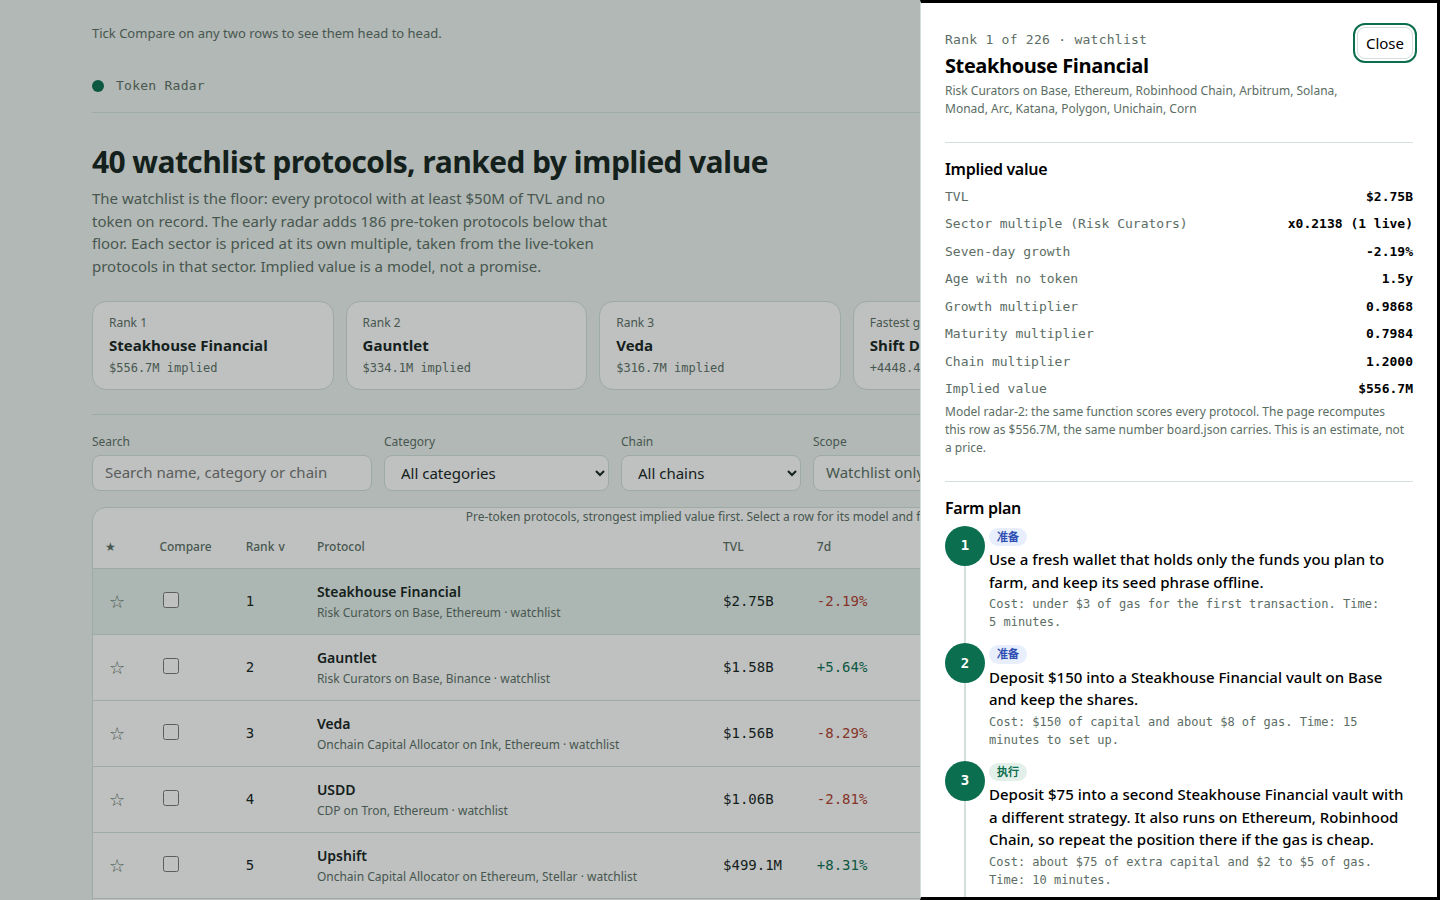 Tick Compare on any two rows to see them head to head.
Token Radar
40 watchlist protocols, ranked by implied value
The watchlist is the floor: every protocol with at least $50M of TVL and no
token on record. The early radar adds 186 pre-token protocols below that
floor. Each sector is priced at its own multiple, taken from the live-token
protocols in that sector. Implied value is a model, not a promise.
Rank 1
Steakhouse Financial
$556.7M implied
Rank 2
Gauntlet
$334.1M implied
Rank 3
Veda
$316.7M implied
Fastest g
Shift D
+4448.4
Search
Category
Chain
Scope
Search name, category or chain
All categories
All chains
Watchlist only
Pre-token protocols, strongest implied value first. Select a row for its model and f
★ Compare Rank v Protocol TVL 7d
☆ 1 Steakhouse Financial $2.75B -2.19%
Risk Curators on Base, Ethereum · watchlist
☆ 2 Gauntlet $1.58B +5.64%
Risk Curators on Base, Binance · watchlist
☆ 3 Veda $1.56B -8.29%
Onchain Capital Allocator on Ink, Ethereum · watchlist
☆ 4 USDD $1.06B -2.81%
CDP on Tron, Ethereum · watchlist
☆ 5 Upshift $499.1M +8.31%
Onchain Capital Allocator on Ethereum, Stellar · watchlist
Rank 1 of 226 · watchlist
Close
Steakhouse Financial
Risk Curators on Base, Ethereum, Robinhood Chain, Arbitrum, Solana,
Monad, Arc, Katana, Polygon, Unichain, Corn
Implied value
TVL $2.75B
Sector multiple (Risk Curators) x0.2138 (1 live)
Seven-day growth -2.19%
Age with no token 1.5y
Growth multiplier 0.9868
Maturity multiplier 0.7984
Chain multiplier 1.2000
Implied value $556.7M
Model radar-2: the same function scores every protocol. The page recomputes
this row as $556.7M, the same number board.json carries. This is an estimate, not
a price.
Farm plan
1 准备
Use a fresh wallet that holds only the funds you plan to
farm, and keep its seed phrase offline.
Cost: under $3 of gas for the first transaction. Time:
5 minutes.
2 准备
Deposit $150 into a Steakhouse Financial vault on Base
and keep the shares.
Cost: $150 of capital and about $8 of gas. Time: 15
minutes to set up.
3 执行
Deposit $75 into a second Steakhouse Financial vault with
a different strategy. It also runs on Ethereum, Robinhood
Chain, so repeat the position there if the gas is cheap.
Cost: about $75 of extra capital and $2 to $5 of gas.
Time: 10 minutes.